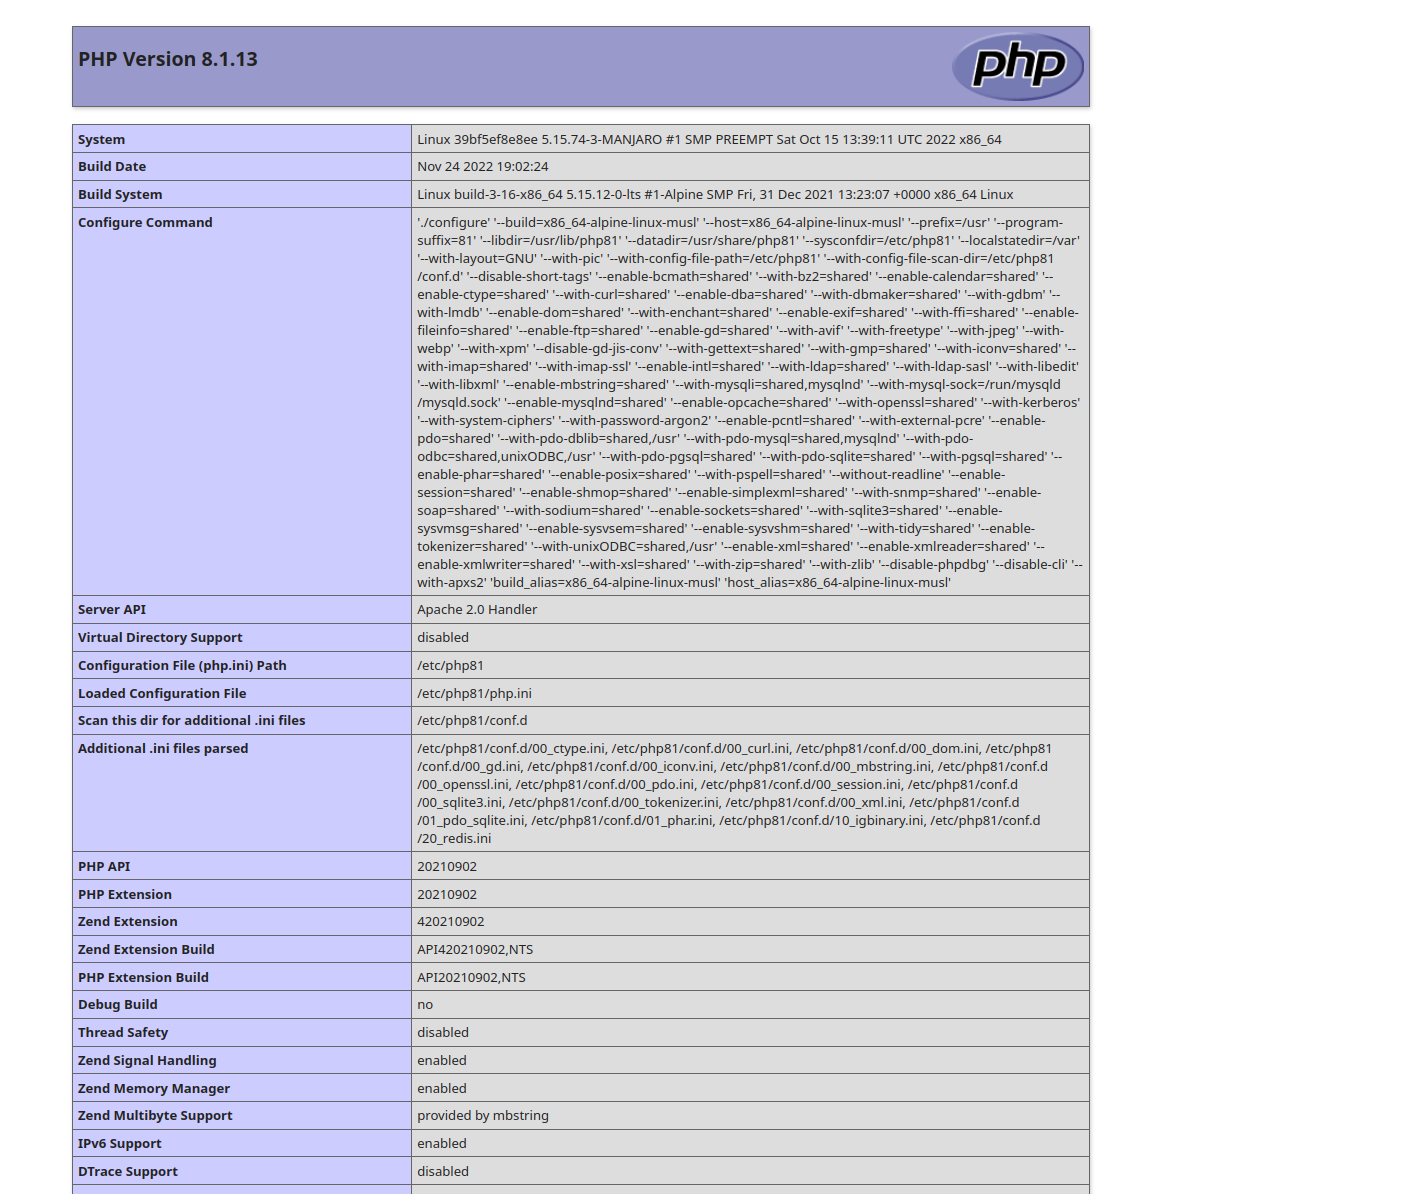 PHP Version 8.1.13
php
System
Linux 39bf5ef8e8ee 5.15.74-3-MANJARO #1 SMP PREEMPT Sat Oct 15 13:39:11 UTC 2022 x86_64
Build Date
Nov 24 2022 19:02:24
Build System
Linux build-3-16-x86_64 5.15.12-0-lts #1-Alpine SMP Fri, 31 Dec 2021 13:23:07 +0000 x86_64 Linux
Configure Command
'./configure' '--build=x86_64-alpine-linux-musl' '--host=x86_64-alpine-linux-musl' '--prefix=/usr' '--program-
suffix=81' '--libdir=/usr/lib/php81' '--datadir=/usr/share/php81' '--sysconfdir=/etc/php81' '--localstatedir=/var'
'--with-layout=GNU' '--with-pic' '--with-config-file-path=/etc/php81' '--with-config-file-scan-dir=/etc/php81
/conf.d' '--disable-short-tags' '--enable-bcmath=shared' '--with-bz2=shared' '--enable-calendar=shared' '--
enable-ctype=shared' '--with-curl=shared' '--enable-dba=shared' '--with-dbmaker=shared' '--with-gdbm' '--
with-lmdb' '--enable-dom=shared' '--with-enchant=shared' '--enable-exif=shared' '--with-ffi=shared' '--enable-
fileinfo=shared' '--enable-ftp=shared' '--enable-gd=shared' '--with-avif' '--with-freetype' '--with-jpeg' '--with-
webp' '--with-xpm' '--disable-gd-jis-conv' '--with-gettext=shared' '--with-gmp=shared' '--with-iconv=shared' '--
with-imap=shared' '--with-imap-ssl' '--enable-intl=shared' '--with-ldap=shared' '--with-ldap-sasl' '--with-libedit'
'--with-libxml' '--enable-mbstring=shared' '--with-mysqli=shared,mysqlnd' '--with-mysql-sock=/run/mysqld
/mysqld.sock' '--enable-mysqlnd=shared' '--enable-opcache=shared' '--with-openssl=shared' '--with-kerberos'
'--with-system-ciphers' '--with-password-argon2' '--enable-pcntl=shared' '--with-external-pcre' '--enable-
pdo=shared' '--with-pdo-dblib=shared,/usr' '--with-pdo-mysql=shared,mysqlnd' '--with-pdo-
odbc=shared,unixODBC,/usr' '--with-pdo-pgsql=shared' '--with-pdo-sqlite=shared' '--with-pgsql=shared' '--
enable-phar=shared' '--enable-posix=shared' '--with-pspell=shared' '--without-readline' '--enable-
session=shared' '--enable-shmop=shared' '--enable-simplexml=shared' '--with-snmp=shared' '--enable-
soap=shared' '--with-sodium=shared' '--enable-sockets=shared' '--with-sqlite3=shared' '--enable-
sysvmsg=shared' '--enable-sysvsem=shared' '--enable-sysvshm=shared' '--with-tidy=shared' '--enable-
tokenizer=shared' '--with-unixODBC=shared,/usr' '--enable-xml=shared' '--enable-xmlreader=shared' '--
enable-xmlwriter=shared' '--with-xsl=shared' '--with-zip=shared' '--with-zlib' '--disable-phpdbg' '--disable-cli' '--
with-apxs2' 'build_alias=x86_64-alpine-linux-musl' 'host_alias=x86_64-alpine-linux-musl'
Server API
Apache 2.0 Handler
Virtual Directory Support
disabled
Configuration File (php.ini) Path
/etc/php81
Loaded Configuration File
/etc/php81/php.ini
Scan this dir for additional .ini files
/etc/php81/conf.d
Additional .ini files parsed
/etc/php81/conf.d/00_ctype.ini, /etc/php81/conf.d/00_curl.ini, /etc/php81/conf.d/00_dom.ini, /etc/php81
/conf.d/00_gd.ini, /etc/php81/conf.d/00_iconv.ini, /etc/php81/conf.d/00_mbstring.ini, /etc/php81/conf.d
/00_openssl.ini, /etc/php81/conf.d/00_pdo.ini, /etc/php81/conf.d/00_session.ini, /etc/php81/conf.d
/00_sqlite3.ini, /etc/php81/conf.d/00_tokenizer.ini, /etc/php81/conf.d/00_xml.ini, /etc/php81/conf.d
/01_pdo_sqlite.ini, /etc/php81/conf.d/01_phar.ini, /etc/php81/conf.d/10_igbinary.ini, /etc/php81/conf.d
/20_redis.ini
PHP API
20210902
PHP Extension
20210902
Zend Extension
420210902
Zend Extension Build
API420210902,NTS
PHP Extension Build
API20210902,NTS
Debug Build
no
Thread Safety
disabled
Zend Signal Handling
enabled
Zend Memory Manager
enabled
Zend Multibyte Support
provided by mbstring
IPv6 Support
enabled
DTrace Support
disabled